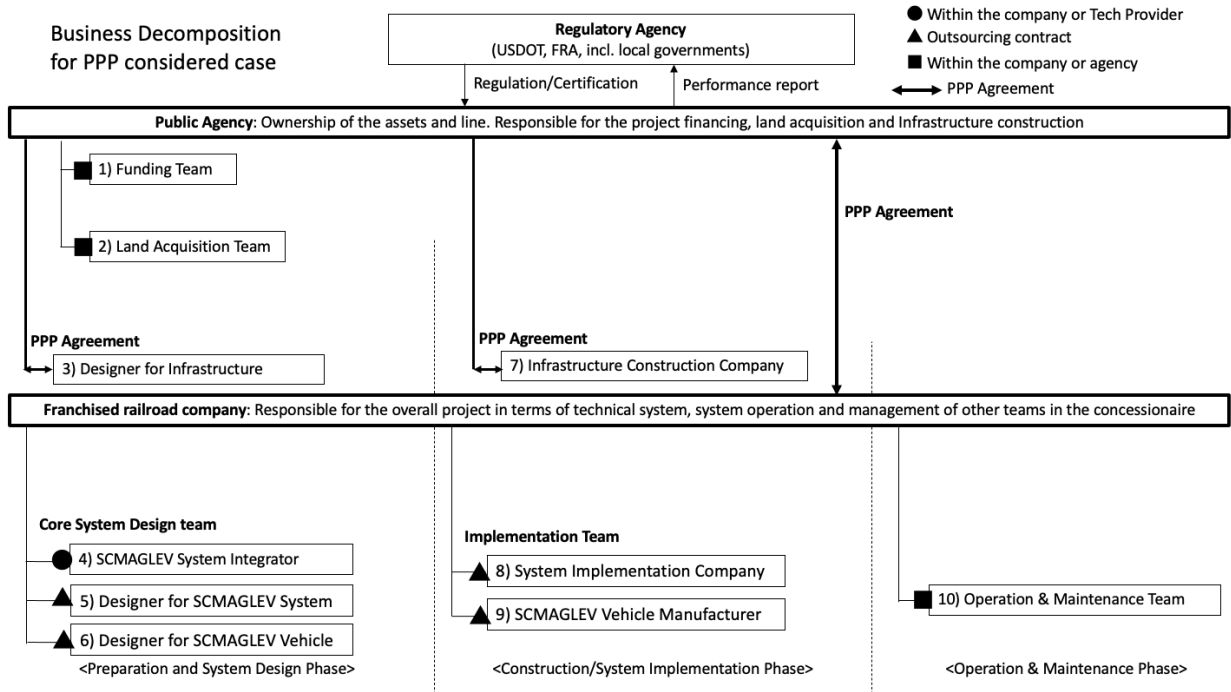 Business Decomposition
for PPP considered case
Regulatory Agency
(USDOT, FRA, incl. local governments)
Within the company or Tech Provider
Outsourcing contract
Within the company or agency
PPP Agreement
Regulation/Certification
Performance report
Public Agency: Ownership of the assets and line. Responsible for the project financing, land acquisition and Infrastructure construction
1) Funding Team
2) Land Acquisition Team
PPP Agreement
PPP Agreement
3) Designer for Infrastructure
PPP Agreement
7) Infrastructure Construction Company
Franchised railroad company: Responsible for the overall project in terms of technical system, system operation and management of other teams in the concessionaire
Core System Design team
4) SCMAGLEV System Integrator
5) Designer for SCMAGLEV System
6) Designer for SCMAGLEV Vehicle
<Preparation and System Design Phase>
Implementation Team
8) System Implementation Company
9) SCMAGLEV Vehicle Manufacturer
<Construction/System Implementation Phase>
10) Operation & Maintenance Team
<Operation & Maintenance Phase>